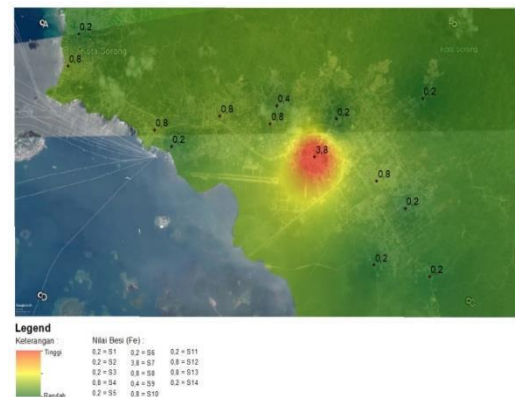 A
0,2
Kota Sorong
0,8
B
Kota Sorong
0,2
0,4
0,8
0,8
0,2
0,8
0,2
3,8
0,8
0,2
0,2
0,2
D
C
Legend
Keterangan :
Tinggi
Rendah
Nilai Besi (Fe) :
0,2 = S1 0,2 = S6 0,2 = S11
0,2 = S2 3,8 = S7 0,8 = S12
0,2 = S3 0,8 = S8 0,8 = S13
0,8 = S4 0,4 = S9 0,2 = S14
0,2 = S5 0,8 = S10